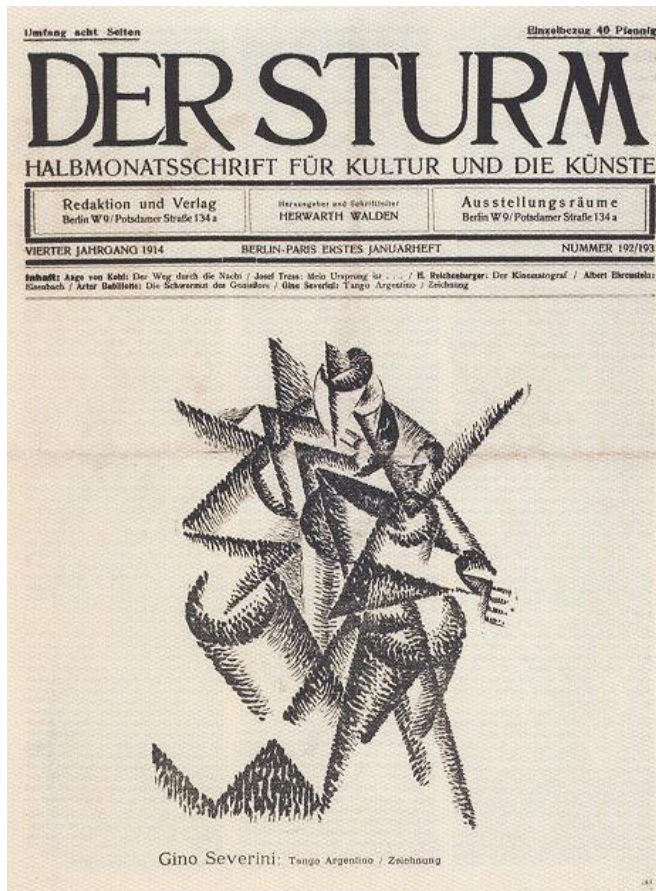 Umfang acht Seiten
Einzelbezug 40 Pfennig
DER STURM
HALBMONATSSCHRIFT FÜR KULTUR UND DIE KÜNSTE
Redaktion und Verlag
Berlin W 9 / Potsdamer Straße 134 a
Herausgeber und Schriftleiter
HERWARTH WALDEN
Ausstellungsräume
Berlin W 9 / Potsdamer Straße 134 a
VIERTER JAHRGANG 1914 BERLIN-PARIS ERSTES JANUARHEFT NUMMER 192/193
Inhalt: Aage von Kohl: Der Weg durch die Nacht / Josef Tress: Mein Ursprung ist . . . / H. Reichenburger: Der Kinematograf / Albert Ehrenstein:
Eisenbach / Artur Babillotte: Die Schwermut des Genießers / Gino Severini: Tango Argentino / Zeichnung
Gino Severini: Tango Argentino / Zeichnung